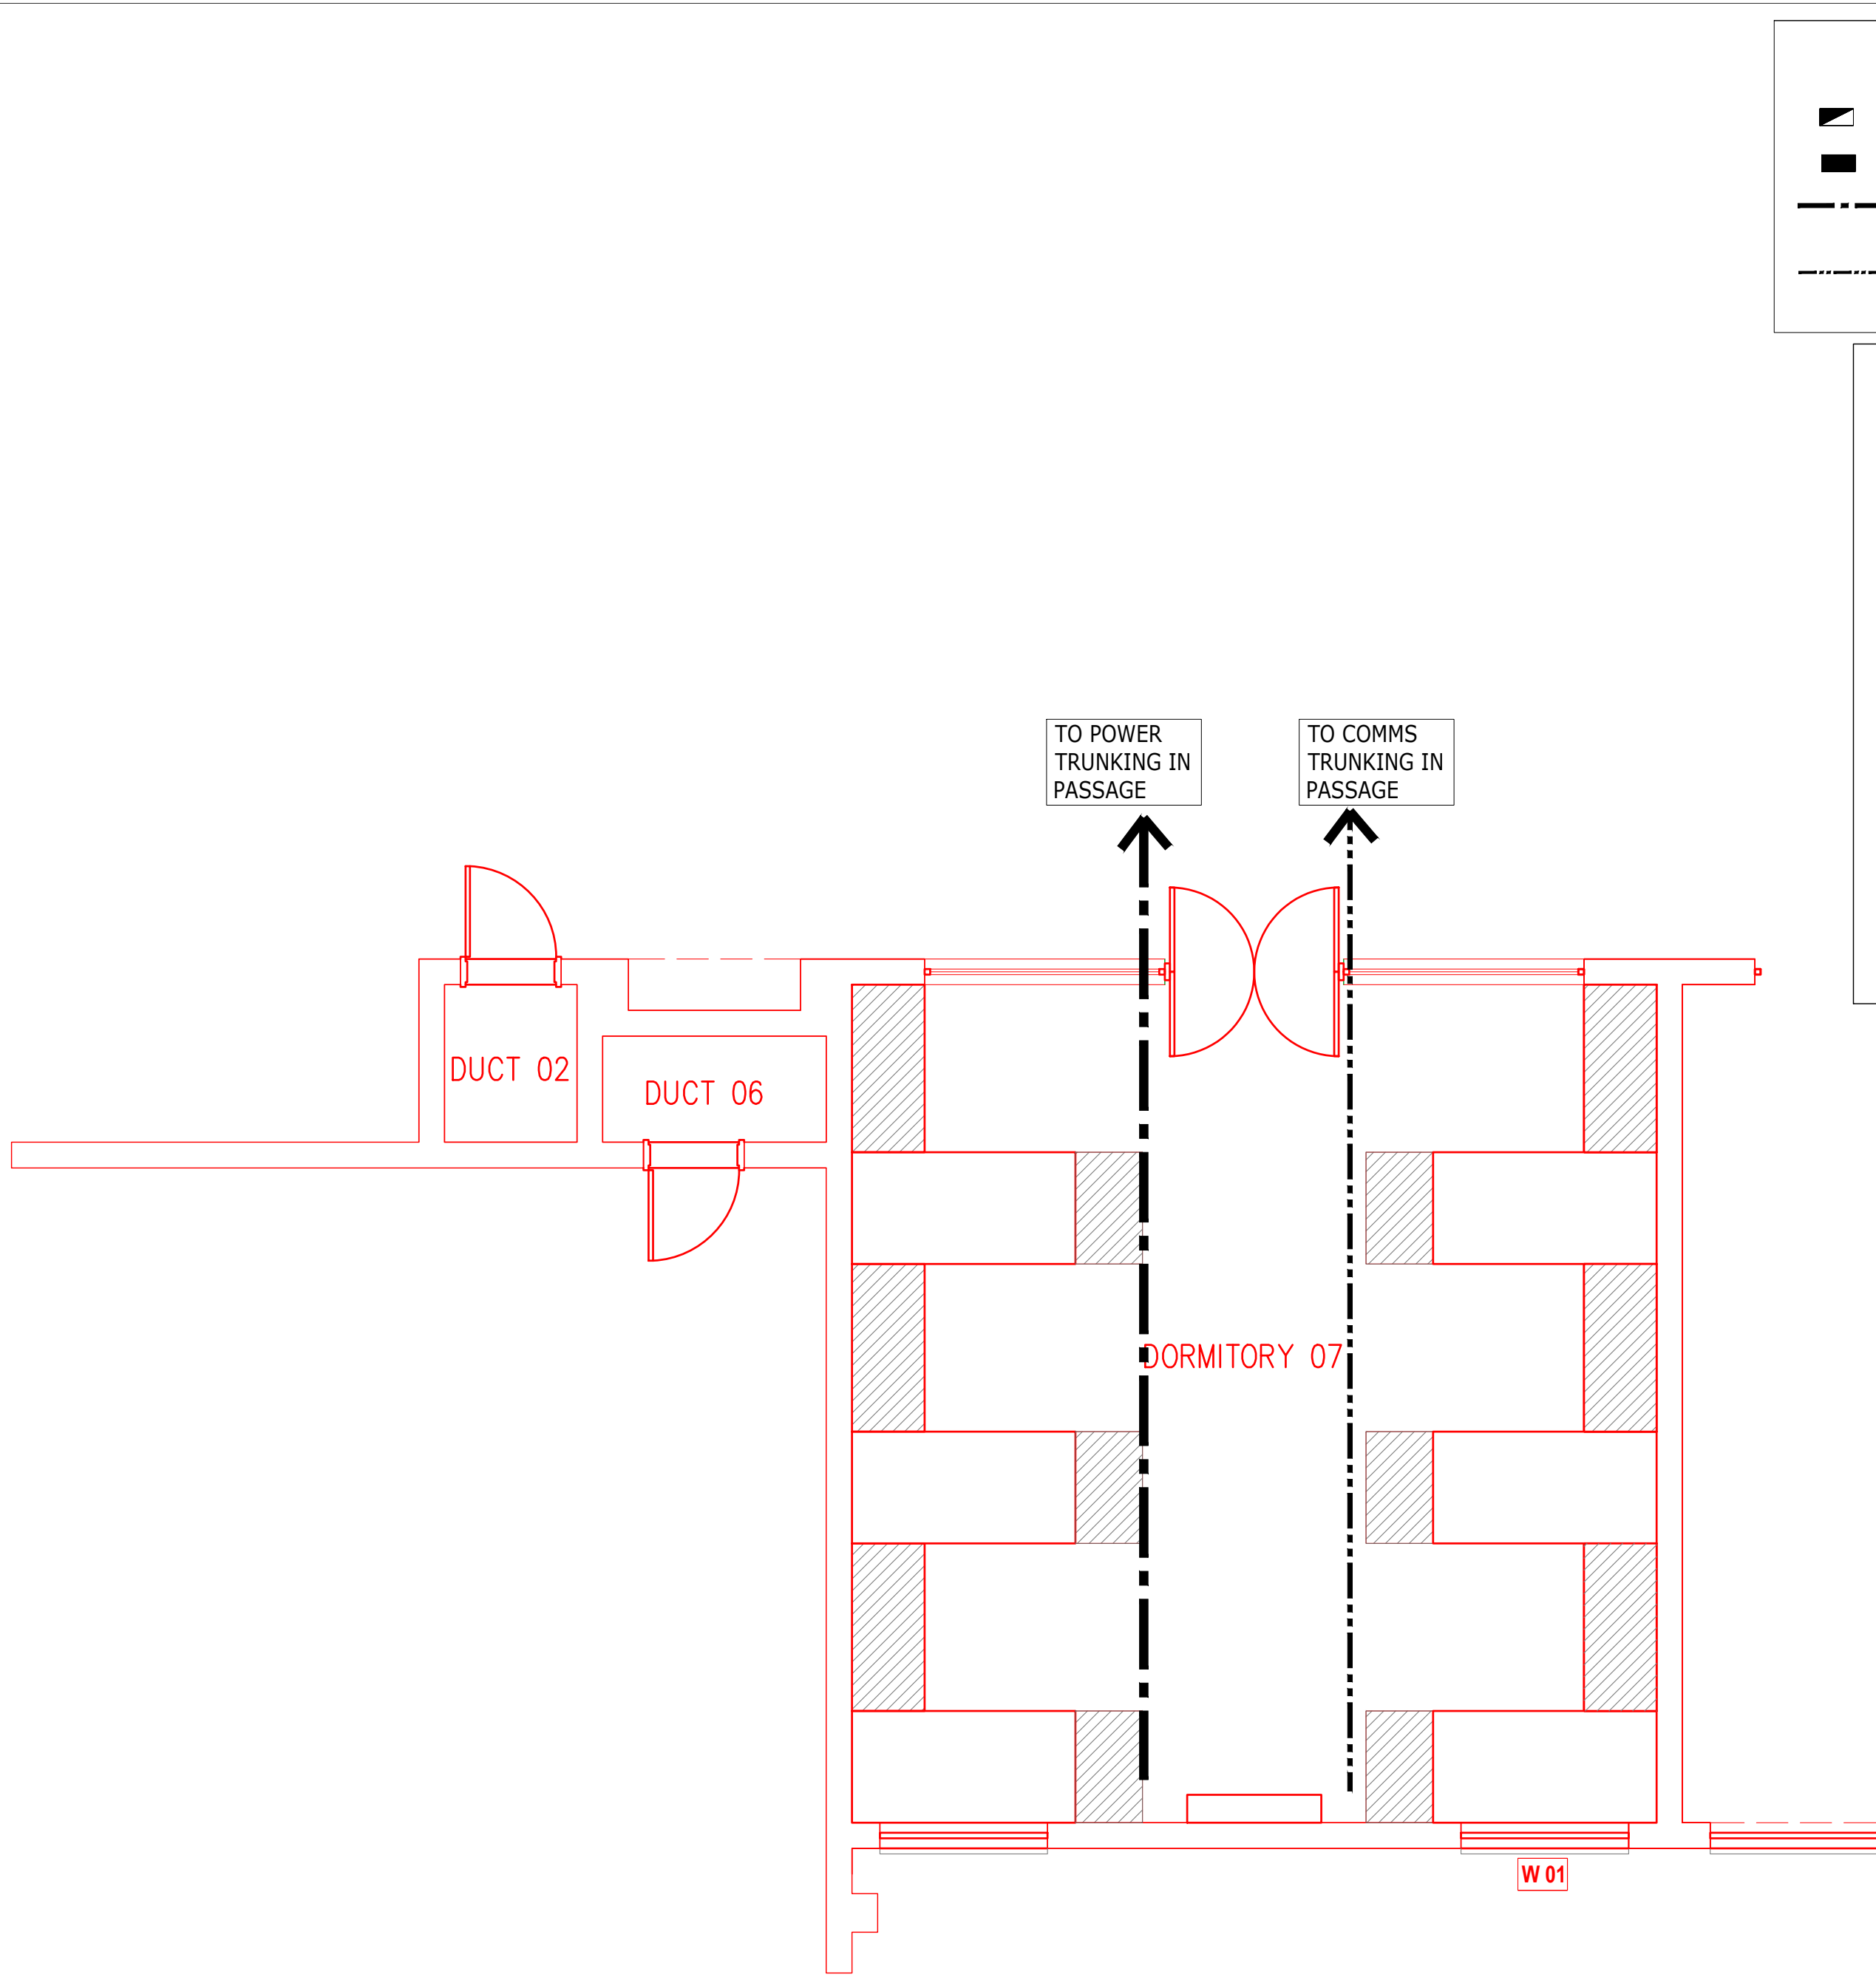 TO POWER
TRUNKING IN
PASSAGE
TO COMMS
TRUNKING IN
PASSAGE
DUCT 02
DUCT 06
DORMITORY 07
W 01